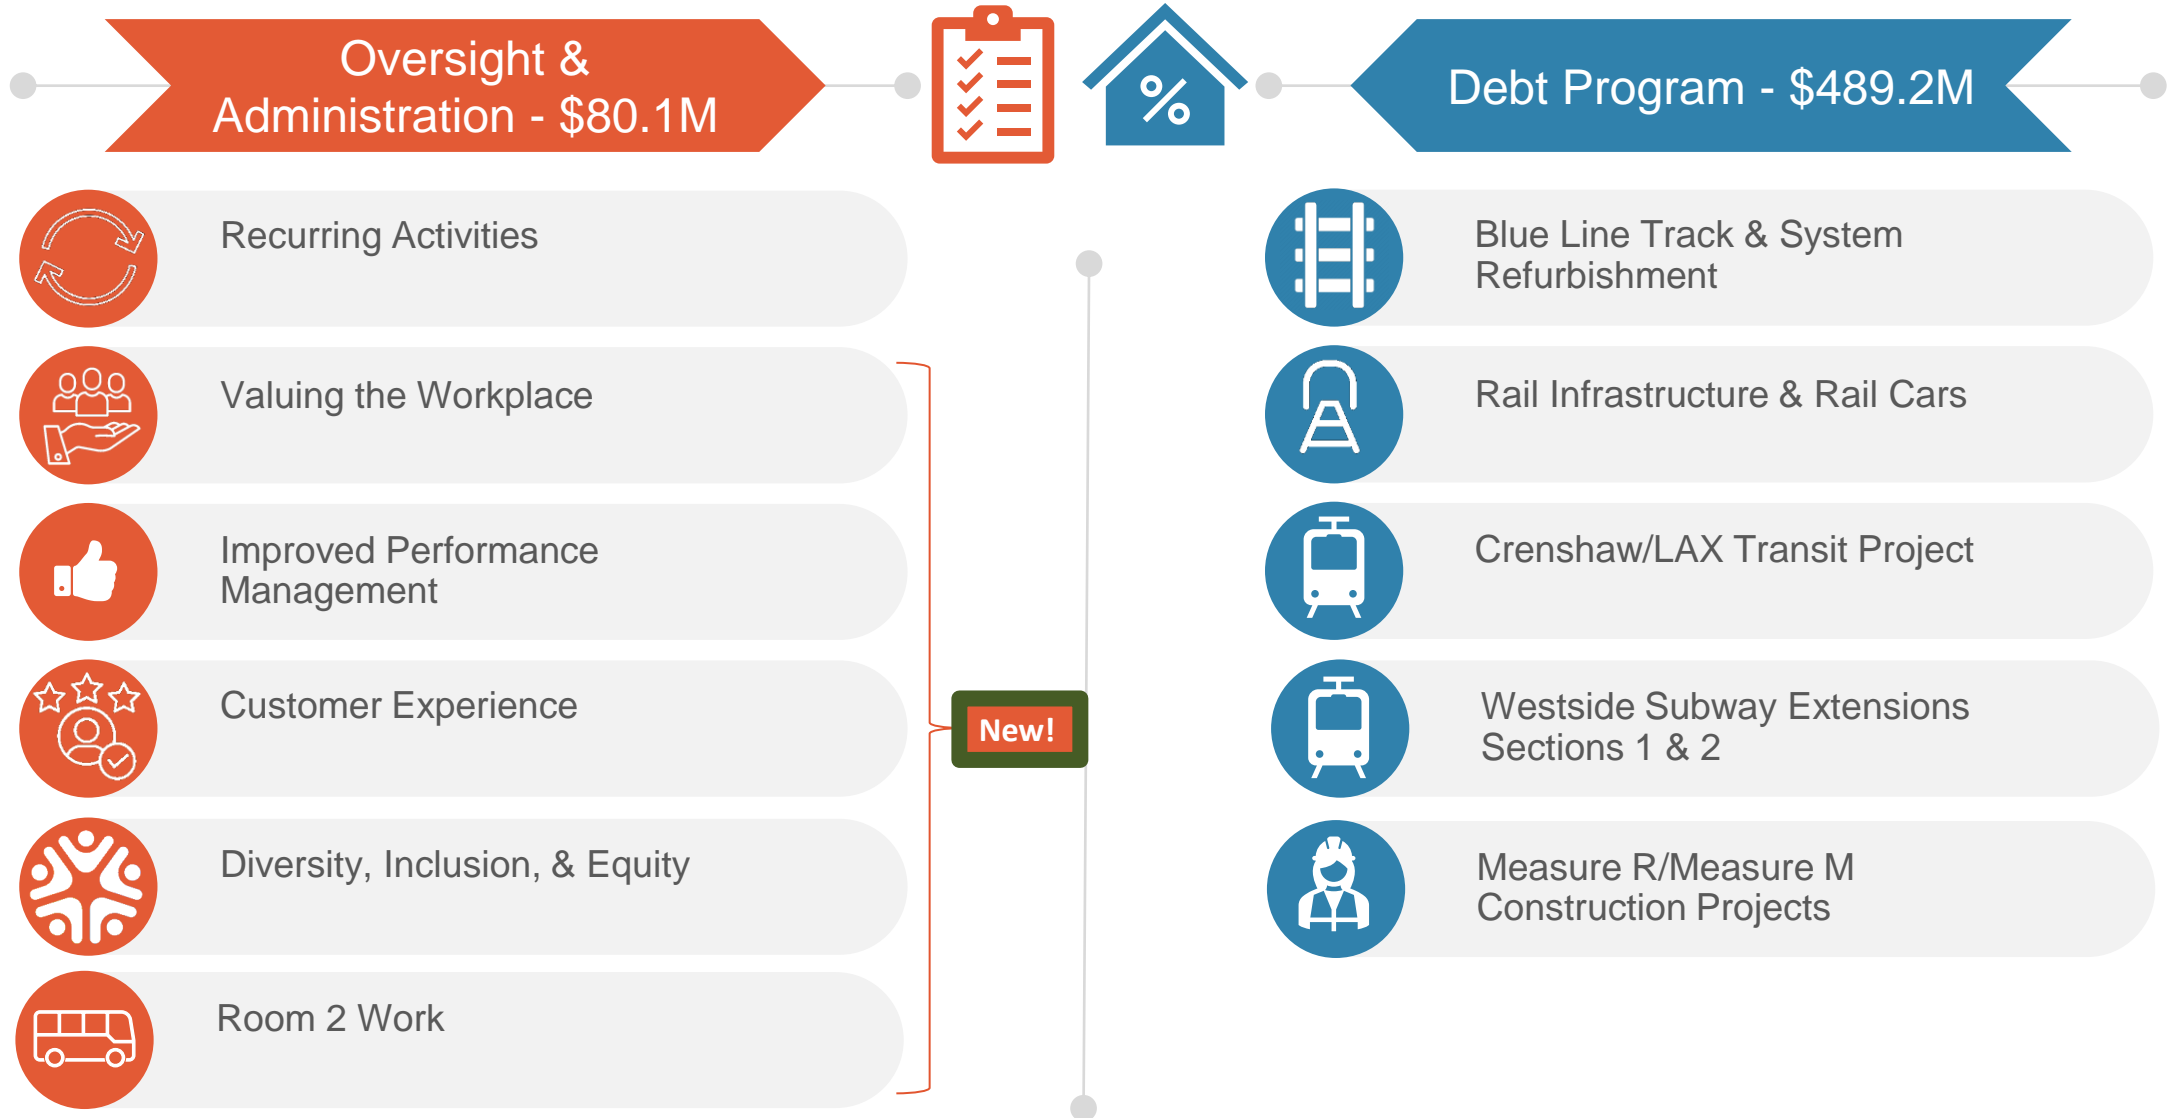 Oversight &
Administration - $80.1M
Recurring Activities
Valuing the Workplace
Improved Performance
Management
Customer Experience
Diversity, Inclusion, & Equity
Room 2 Work
New!
Debt Program - $489.2M
Blue Line Track & System
Refurbishment
Rail Infrastructure & Rail Cars
Crenshaw/LAX Transit Project
Westside Subway Extensions
Sections 1 & 2
Measure R/Measure M
Construction Projects